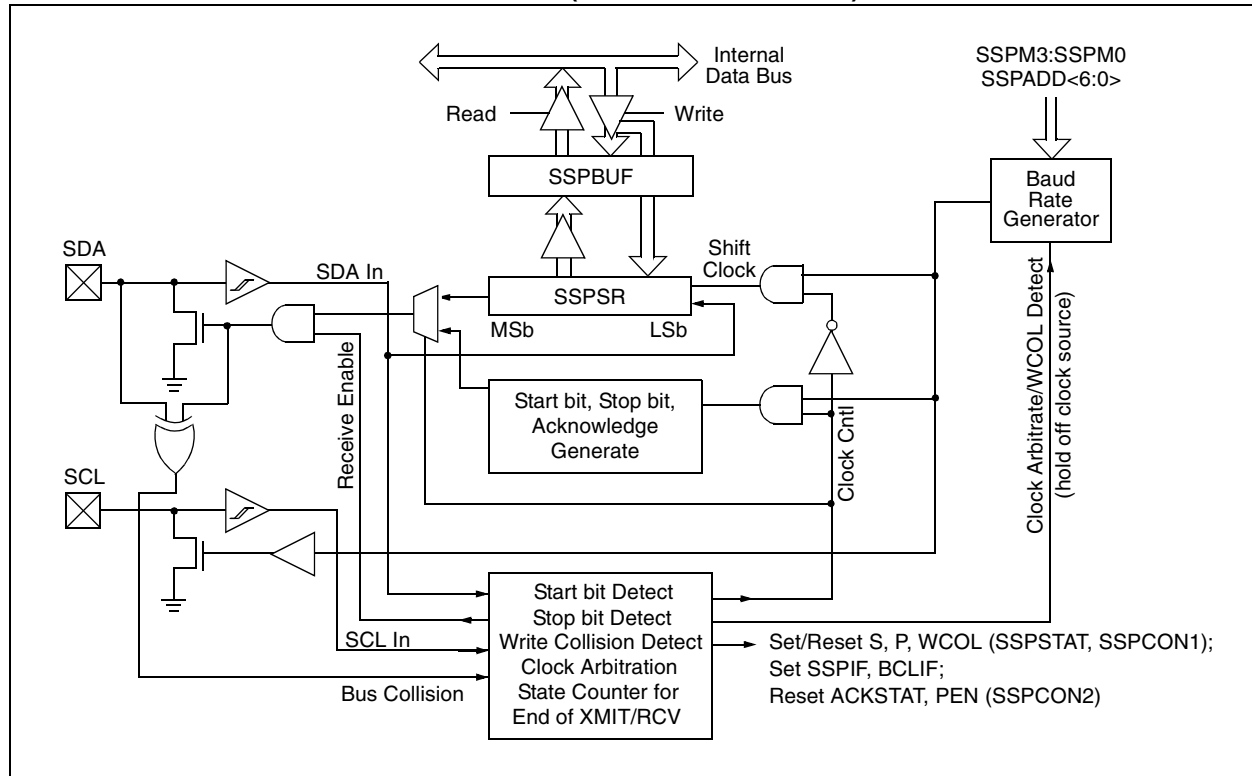 Internal
Data Bus
SSPM3:SSPM0
SSPADD<6:0>
Read
Write
SSPBUF
Baud
Rate
Generator
SDA
SDA In
Shift
Clock
SSPSR
MSb
LSb
Clock Arbitrate/WCOL Detect
(hold off clock source)
Start bit, Stop bit,
Acknowledge
Generate
Receive Enable
Clock Cntl
SCL
SCL In
Bus Collision
Start bit Detect
Stop bit Detect
Write Collision Detect
Clock Arbitration
State Counter for
End of XMIT/RCV
Set/Reset S, P, WCOL (SSPSTAT, SSPCON1);
Set SSPIF, BCLIF;
Reset ACKSTAT, PEN (SSPCON2)